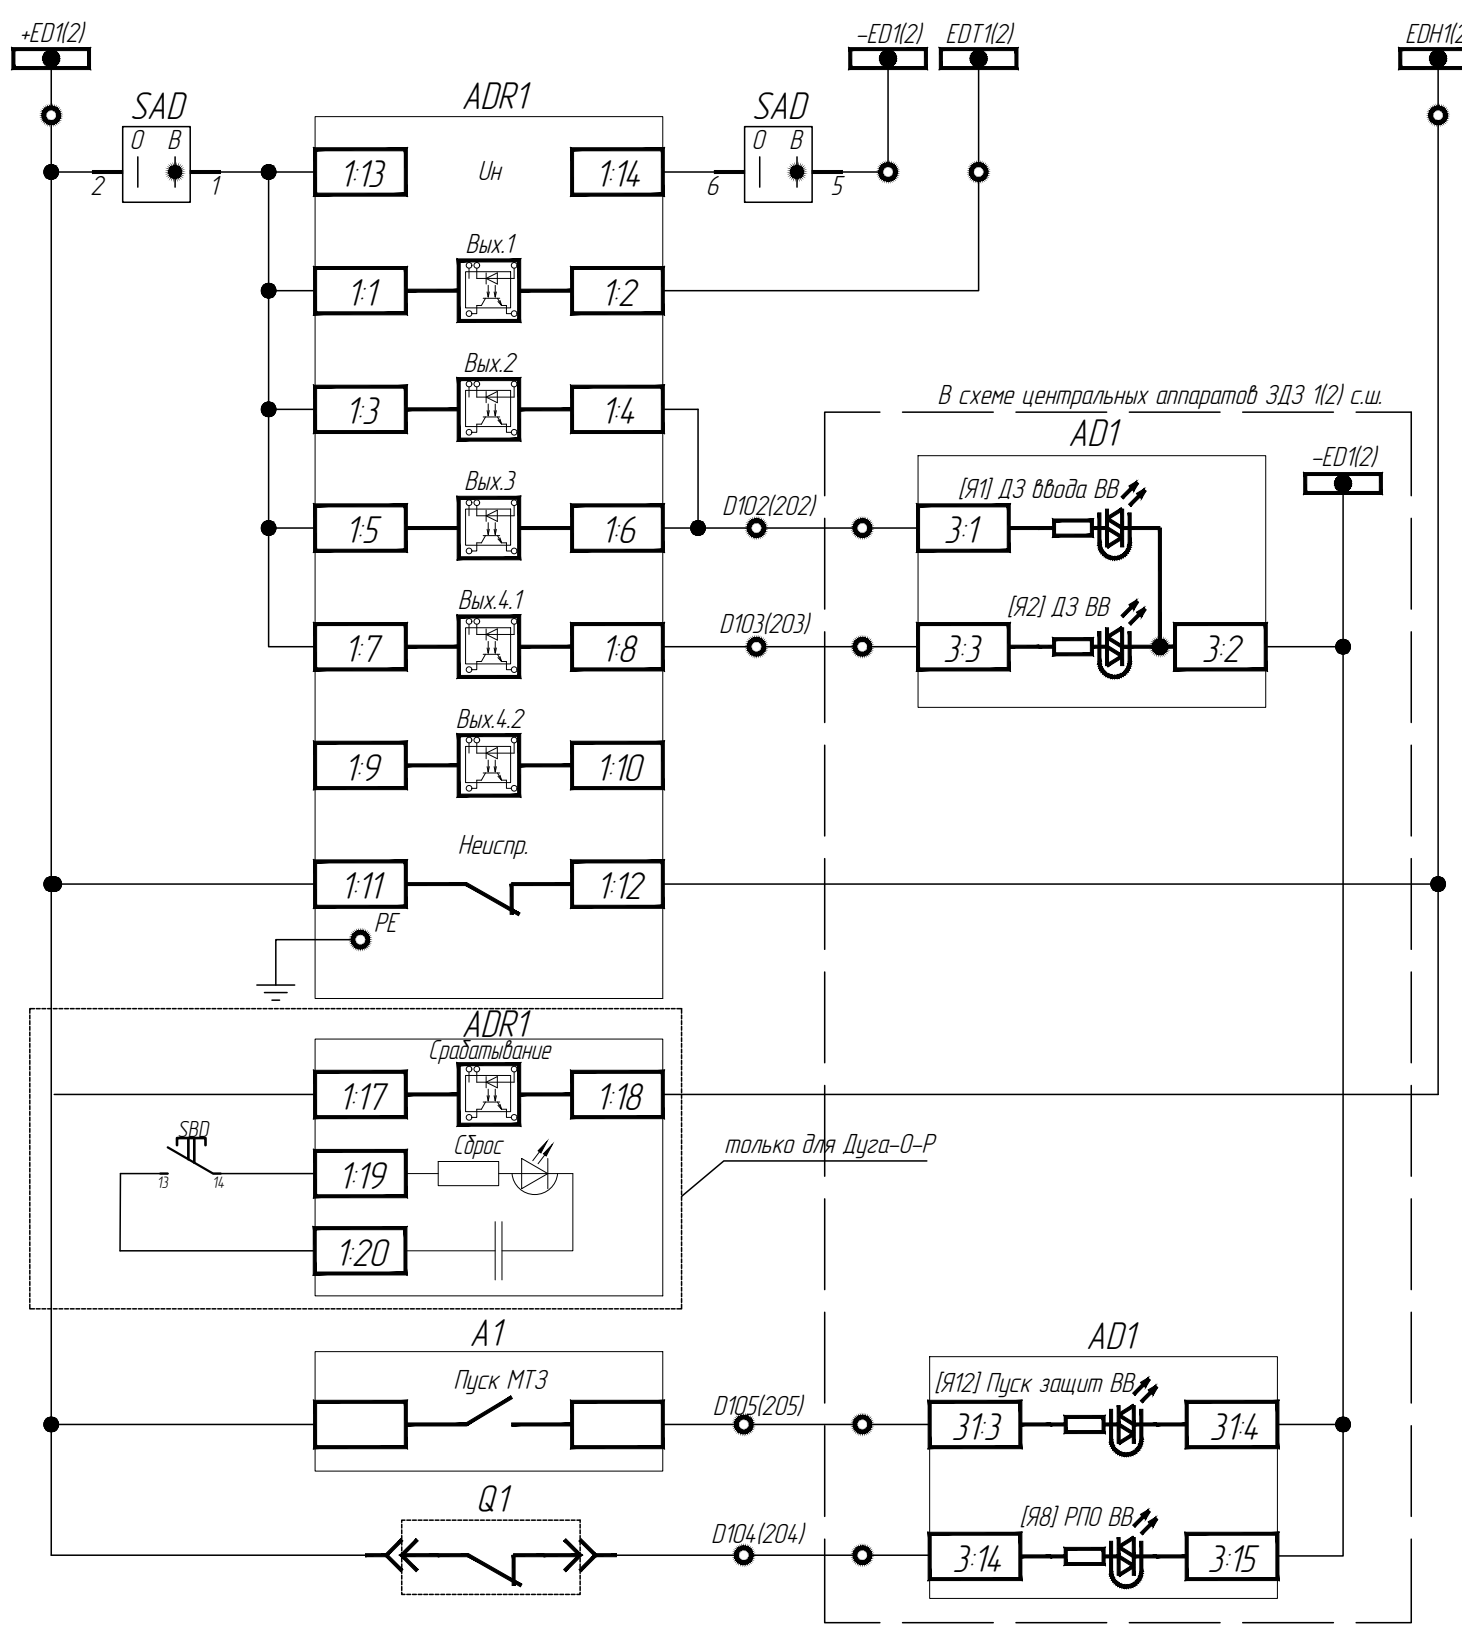 +ED1(2)
-ED1(2) EDT1(2)
SAD
ADR1
SAD
O B
O B
2 1
1:13 Uн 1:14
6 5
Вых.1
1:1 1:2
Вых.2
1:3 1:4
В схеме центральных аппаратов ЗДЗ 1(2) с.ш.
AD1
-ED1(2)
Вых.3
[Я1] ДЗ ввода ВВ
1:5 1:6
D102(202)
3:1
Вых.4.1
[Я2] ДЗ ВВ
1:7 1:8
D103(203)
3:3 3:2
Вых.4.2
1:9 1:10
Неиспр.
1:11 1:12
PE
ADR1
Срабатывание
1:17 1:18
SBD
13 14
Сброс
1:19
только для Дуга-О-Р
1:20
A1
AD1
Пуск МТЗ
[Я12] Пуск защит ВВ
D105(205)
31:3 31:4
Q1
[Я8] РПО ВВ
D104(204)
3:14 3:15